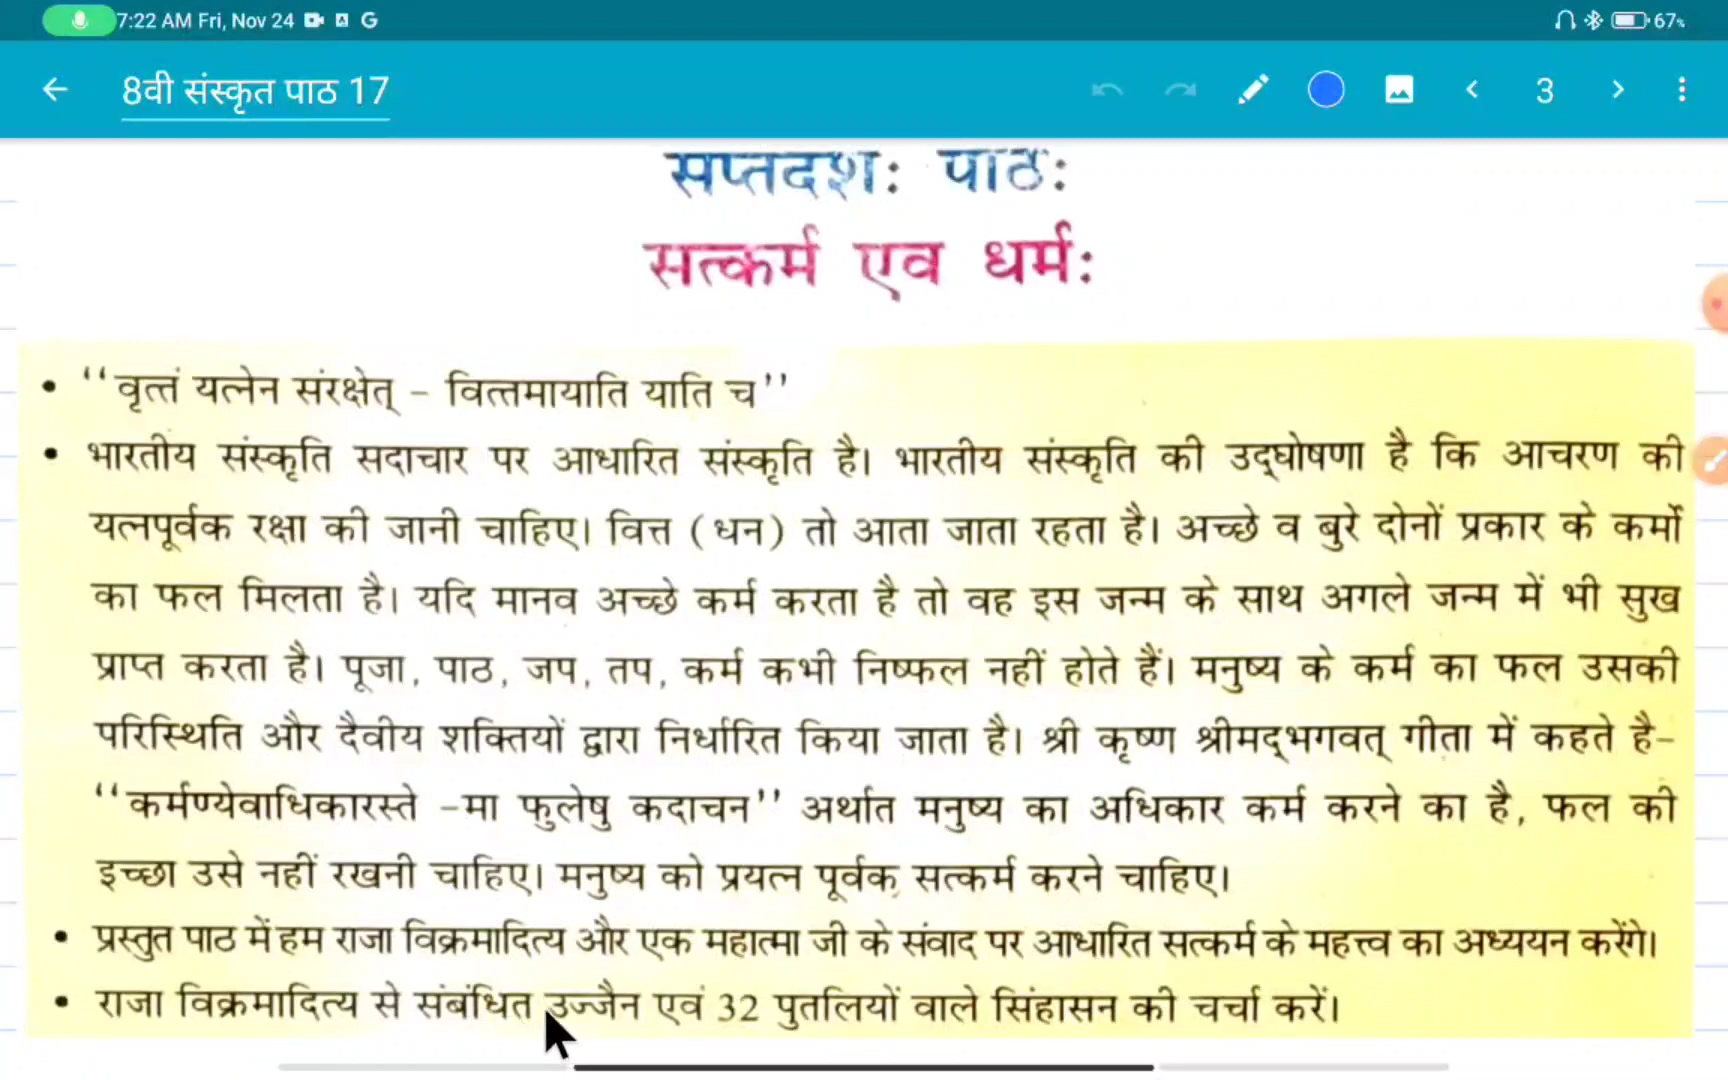 7:22 AM Fri, Nov 24 G 67%
8वी संस्कृत पाठ 17 3
सप्तदशः पाठः
सत्कर्म एव धर्मः
• ‘‘वृत्तं यत्नेन संरक्षेत् – वित्तमायाति याति च’’
• भारतीय संस्कृति सदाचार पर आधारित संस्कृति है। भारतीय संस्कृति की उद्घोषणा है कि आचरण की
यत्नपूर्वक रक्षा की जानी चाहिए। वित्त (धन) तो आता जाता रहता है। अच्छे व बुरे दोनों प्रकार के कर्मो
का फल मिलता है। यदि मानव अच्छे कर्म करता है तो वह इस जन्म के साथ अगले जन्म में भी सुख
प्राप्त करता है। पूजा, पाठ, जप, तप, कर्म कभी निष्फल नहीं होते हैं। मनुष्य के कर्म का फल उसकी
परिस्थिति और दैवीय शक्तियों द्वारा निर्धारित किया जाता है। श्री कृष्ण श्रीमद्भगवत् गीता में कहते है–
‘‘कर्मण्येवाधिकारस्ते –मा फुलेषु कदाचन’’ अर्थात मनुष्य का अधिकार कर्म करने का है, फल की
इच्छा उसे नहीं रखनी चाहिए। मनुष्य को प्रयत्न पूर्वक सत्कर्म करने चाहिए।
• प्रस्तुत पाठ में हम राजा विक्रमादित्य और एक महात्मा जी के संवाद पर आधारित सत्कर्म के महत्त्व का अध्ययन करेंगे।
• राजा विक्रमादित्य से संबंधित उज्जैन एवं 32 पुतलियों वाले सिंहासन की चर्चा करें।